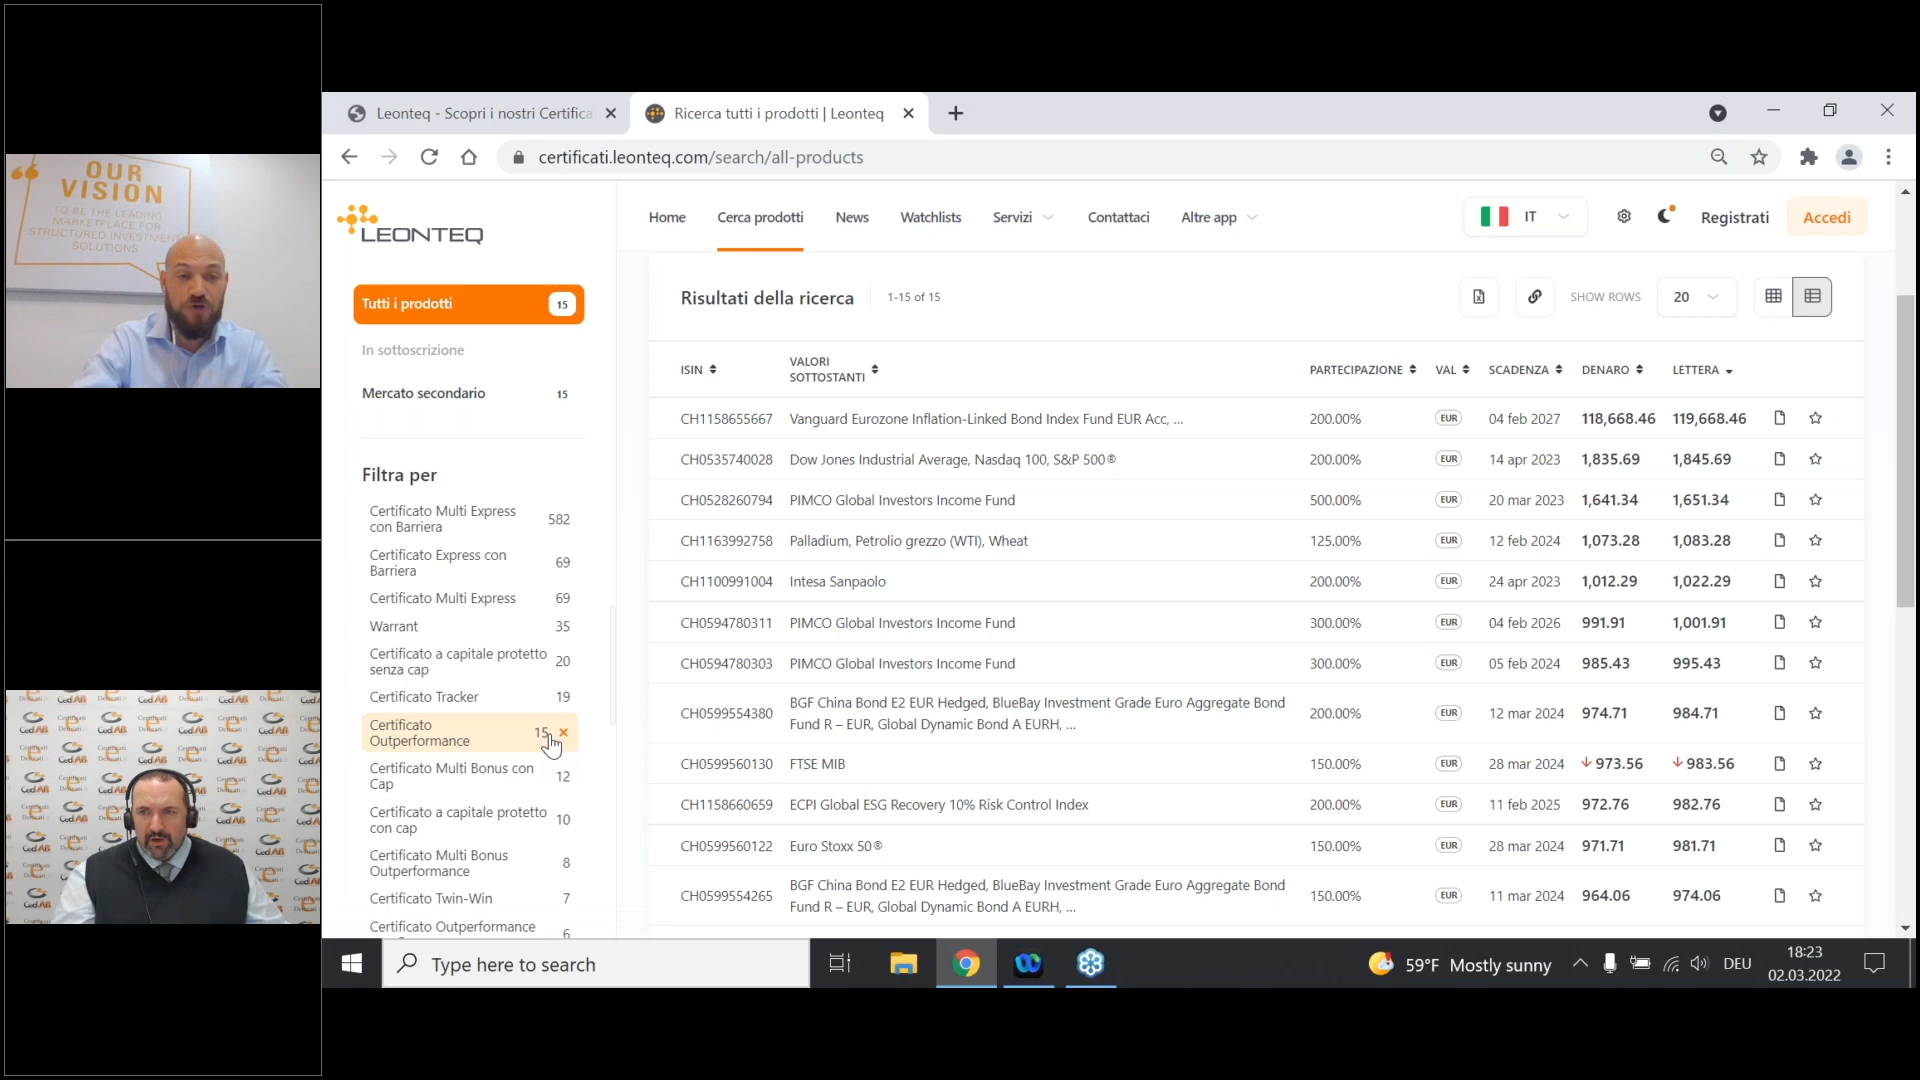 OUR
VISION
TO BE THE LEADING
MARKETPLACE FOR
STRUCTURED INVESTMENT
SOLUTIONS
Leonteq - Scopri i nostri Certifica
Ricerca tutti i prodotti | Leonteq
certificati.leonteq.com/search/all-products
LEONTEQ
Home
Cerca prodotti
News
Watchlists
Servizi
Contattaci
Altre app
IT
Registrati
Accedi
Tutti i prodotti 15
In sottoscrizione
Mercato secondario 15
Filtra per
Certificato Multi Express
con Barriera 582
Certificato Express con
Barriera 69
Certificato Multi Express 69
Warrant 35
Certificato a capitale protetto
senza cap 20
Certificato Tracker 19
Certificato
Outperformance 15
Certificato Multi Bonus con
Cap 12
Certificato a capitale protetto
con cap 10
Certificato Multi Bonus
Outperformance 8
Certificato Twin-Win 7
Certificato Outperformance 6
Risultati della ricerca 1-15 of 15
SHOW ROWS 20
ISIN VALORI SOTTOSTANTI PARTECIPAZIONE VAL SCADENZA DENARO LETTERA
CH1158655667 Vanguard Eurozone Inflation-Linked Bond Index Fund EUR Acc, ... 200.00% EUR 04 feb 2027 118,668.46 119,668.46
CH0535740028 Dow Jones Industrial Average, Nasdaq 100, S&P 500® 200.00% EUR 14 apr 2023 1,835.69 1,845.69
CH0528260794 PIMCO Global Investors Income Fund 500.00% EUR 20 mar 2023 1,641.34 1,651.34
CH1163992758 Palladium, Petrolio grezzo (WTI), Wheat 125.00% EUR 12 feb 2024 1,073.28 1,083.28
CH1100991004 Intesa Sanpaolo 200.00% EUR 24 apr 2023 1,012.29 1,022.29
CH0594780311 PIMCO Global Investors Income Fund 300.00% EUR 04 feb 2026 991.91 1,001.91
CH0594780303 PIMCO Global Investors Income Fund 300.00% EUR 05 feb 2024 985.43 995.43
BGF China Bond E2 EUR Hedged, BlueBay Investment Grade Euro Aggregate Bond
CH0599554380 Fund R – EUR, Global Dynamic Bond A EURH, ... 200.00% EUR 12 mar 2024 974.71 984.71
CH0599560130 FTSE MIB 150.00% EUR 28 mar 2024 973.56 983.56
CH1158660659 ECPI Global ESG Recovery 10% Risk Control Index 200.00% EUR 11 feb 2025 972.76 982.76
CH0599560122 Euro Stoxx 50® 150.00% EUR 28 mar 2024 971.71 981.71
BGF China Bond E2 EUR Hedged, BlueBay Investment Grade Euro Aggregate Bond
CH0599554265 Fund R – EUR, Global Dynamic Bond A EURH, ... 150.00% EUR 11 mar 2024 964.06 974.06
Type here to search
59°F Mostly sunny
DEU
18:23
02.03.2022